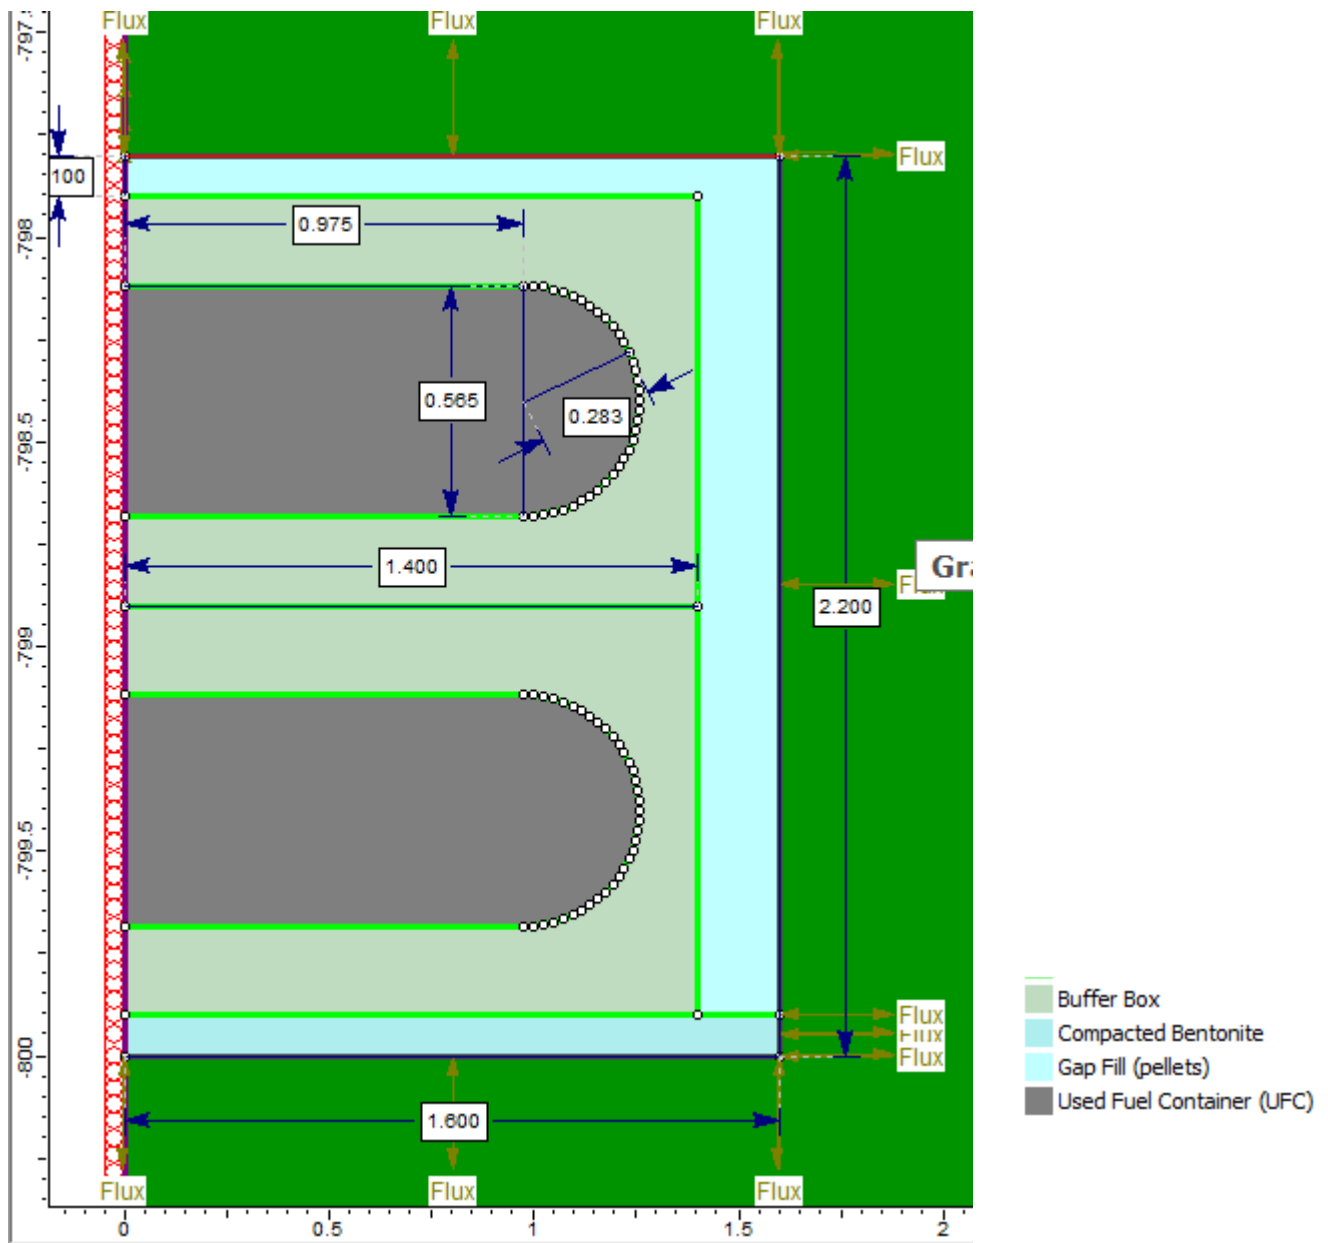 Flux Flux Flux
-797.5
Flux
100
0.975
-798
0.565
0.283
-798.5
1.400
Flux
2.200
-799
-799.5
Flux
Flux
-800
Flux
1.600
Flux Flux Flux
0 0.5 1 1.5 2
Buffer Box
Compacted Bentonite
Gap Fill (pellets)
Used Fuel Container (UFC)